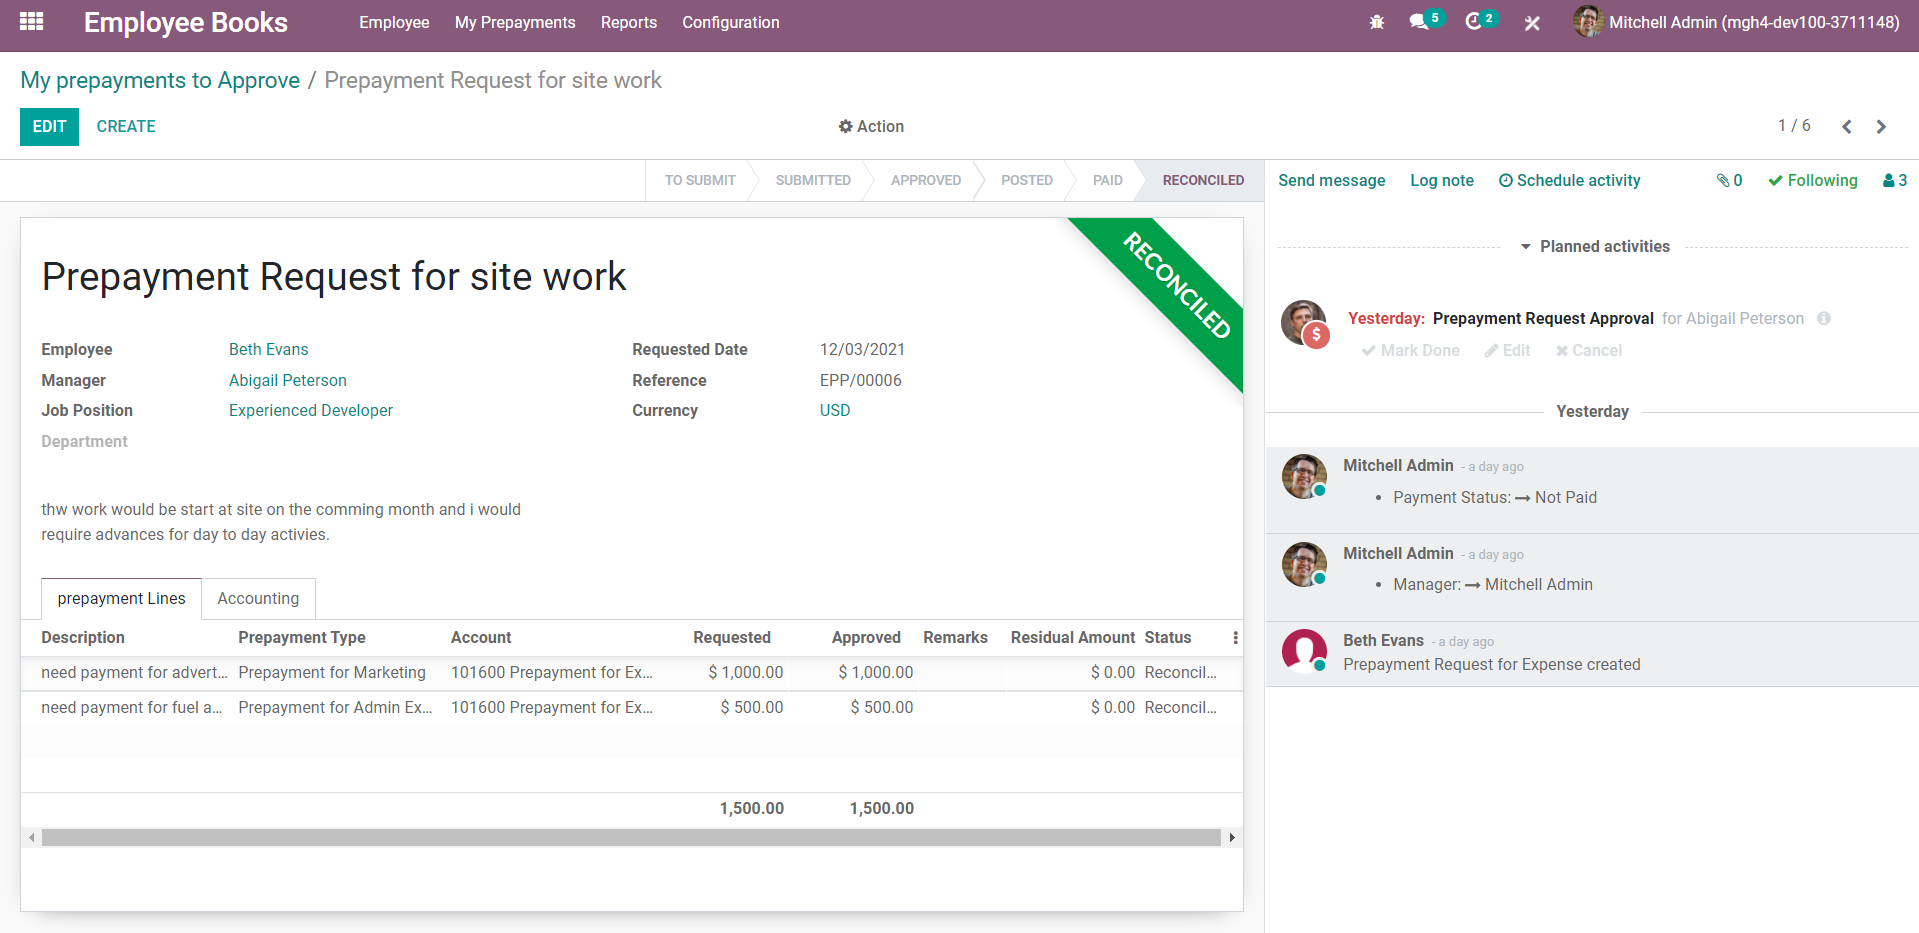 Employee Books Employee My Prepayments Reports Configuration 5 2 Mitchell Admin (mgh4-dev100-3711148)
My prepayments to Approve / Prepayment Request for site work
EDIT CREATE Action 1 / 6
TO SUBMIT SUBMITTED APPROVED POSTED PAID RECONCILED
RECONCILED
Prepayment Request for site work
Employee Beth Evans Requested Date 12/03/2021
Manager Abigail Peterson Reference EPP/00006
Job Position Experienced Developer Currency USD
Department
thw work would be start at site on the comming month and i would
require advances for day to day activies.
prepayment Lines Accounting
Description Prepayment Type Account Requested Approved Remarks Residual Amount Status
need payment for advert... Prepayment for Marketing 101600 Prepayment for Ex... $ 1,000.00 $ 1,000.00 $ 0.00 Reconcil...
need payment for fuel a... Prepayment for Admin Ex... 101600 Prepayment for Ex... $ 500.00 $ 500.00 $ 0.00 Reconcil...
1,500.00 1,500.00
Send message Log note Schedule activity 0 Following 3
Planned activities
Yesterday: Prepayment Request Approval for Abigail Peterson
Mark Done Edit Cancel
Yesterday
Mitchell Admin - a day ago
• Payment Status: → Not Paid
Mitchell Admin - a day ago
• Manager: → Mitchell Admin
Beth Evans - a day ago
Prepayment Request for Expense created